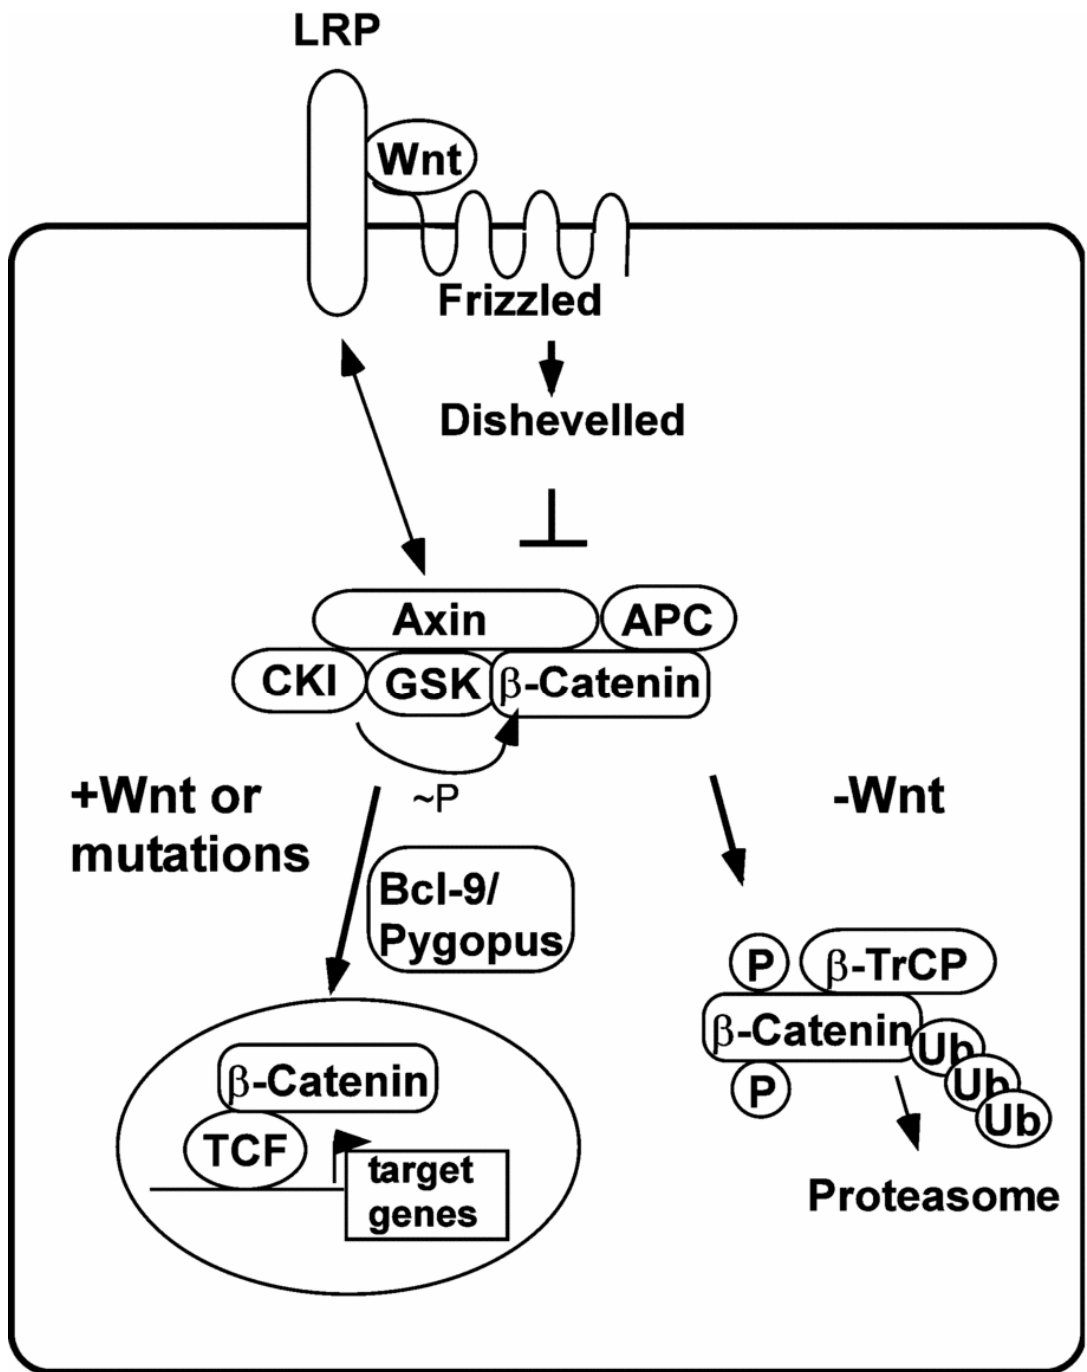 LRP
Wnt
Frizzled
Dishevelled
Axin
APC
CKI
GSK
β-Catenin
~P
+Wnt or
mutations
-Wnt
Bcl-9/
Pygopus
P
β-TrCP
β-Catenin
Ub
Ub
Ub
P
β-Catenin
TCF
target
genes
Proteasome